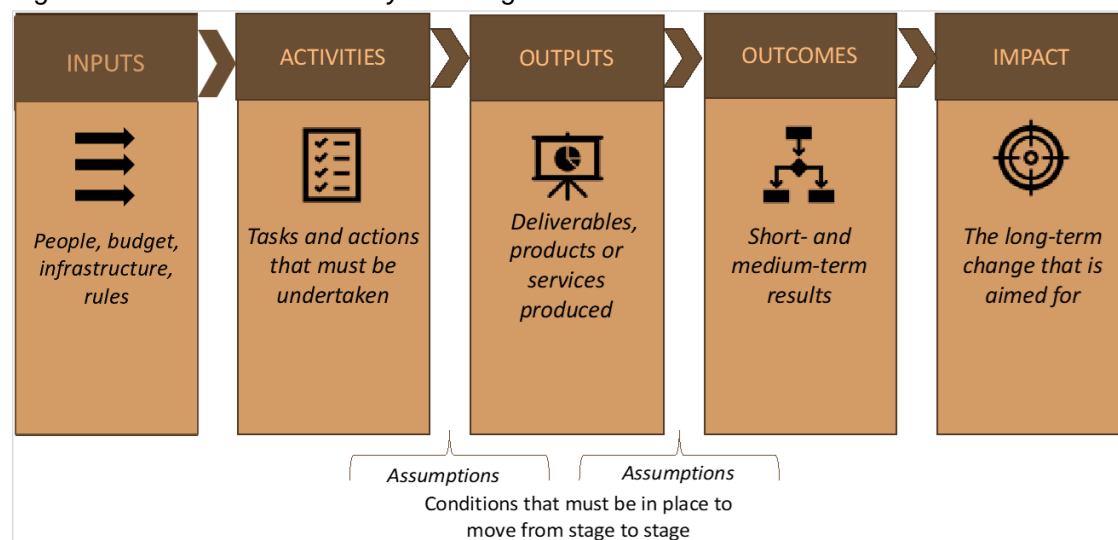 INPUTS
ACTIVITIES
OUTPUTS
OUTCOMES
IMPACT
People, budget,
infrastructure,
rules
Tasks and actions
that must be
undertaken
Deliverables,
products or
services
produced
Short- and
medium-term
results
The long-term
change that is
aimed for
Assumptions
Assumptions
Conditions that must be in place to
move from stage to stage